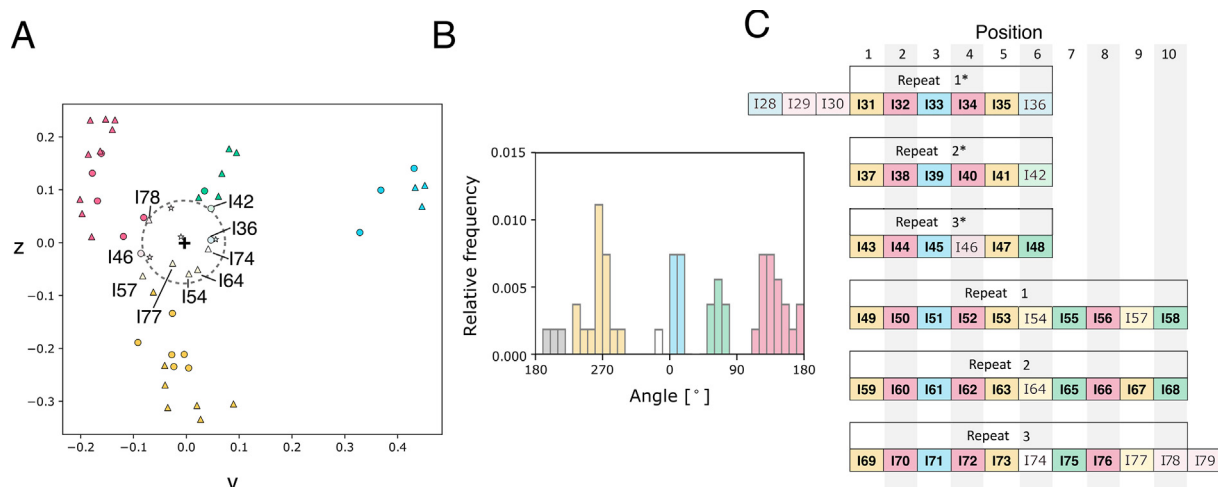 A
B
C
0.2
0.1
0.0
−0.1
−0.2
−0.3
z
−0.2
−0.1
0.0
0.1
0.2
0.3
0.4
I78
I42
I36
I46
I74
I57
I64
I54
I77
Relative frequency
0.015
0.010
0.005
0.000
180 270 0 90 180
Angle [°]
Position
1 2 3 4 5 6 7 8 9 10
Repeat 1*
I28 I29 I30 I31 I32 I33 I34 I35 I36
Repeat 2*
I37 I38 I39 I40 I41 I42
Repeat 3*
I43 I44 I45 I46 I47 I48
Repeat 1
I49 I50 I51 I52 I53 I54 I55 I56 I57 I58
Repeat 2
I59 I60 I61 I62 I63 I64 I65 I66 I67 I68
Repeat 3
I69 I70 I71 I72 I73 I74 I75 I76 I77 I78 I79